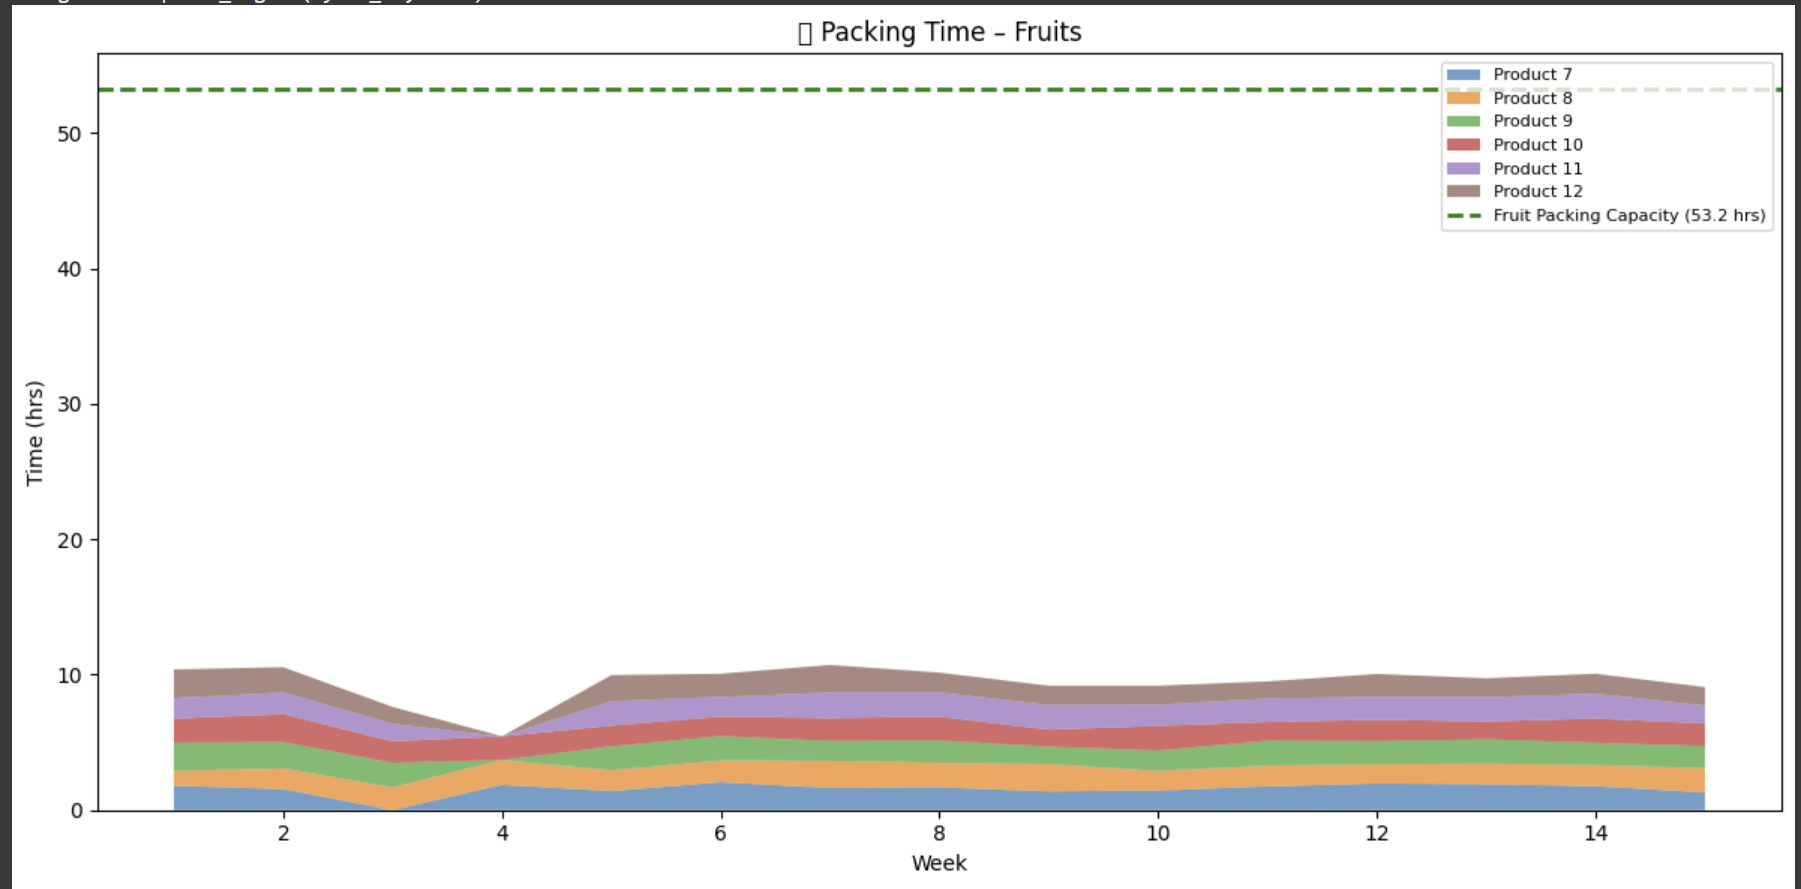 Packing Time – Fruits
Product 7
Product 8
Product 9
Product 10
Product 11
Product 12
Fruit Packing Capacity (53.2 hrs)
50
40
30
20
10
0
Time (hrs)
2 4 6 8 10 12 14
Week